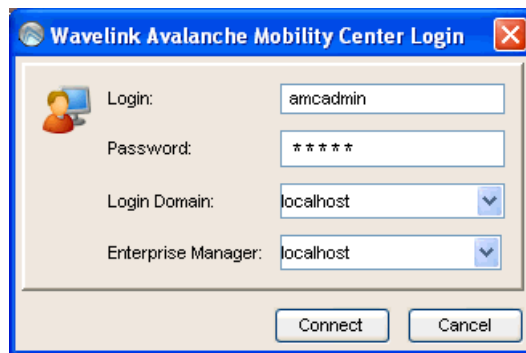 Wavelink Avalanche Mobility Center Login
Login: amcadmin
Password: *****
Login Domain: localhost
Enterprise Manager: localhost
Connect Cancel